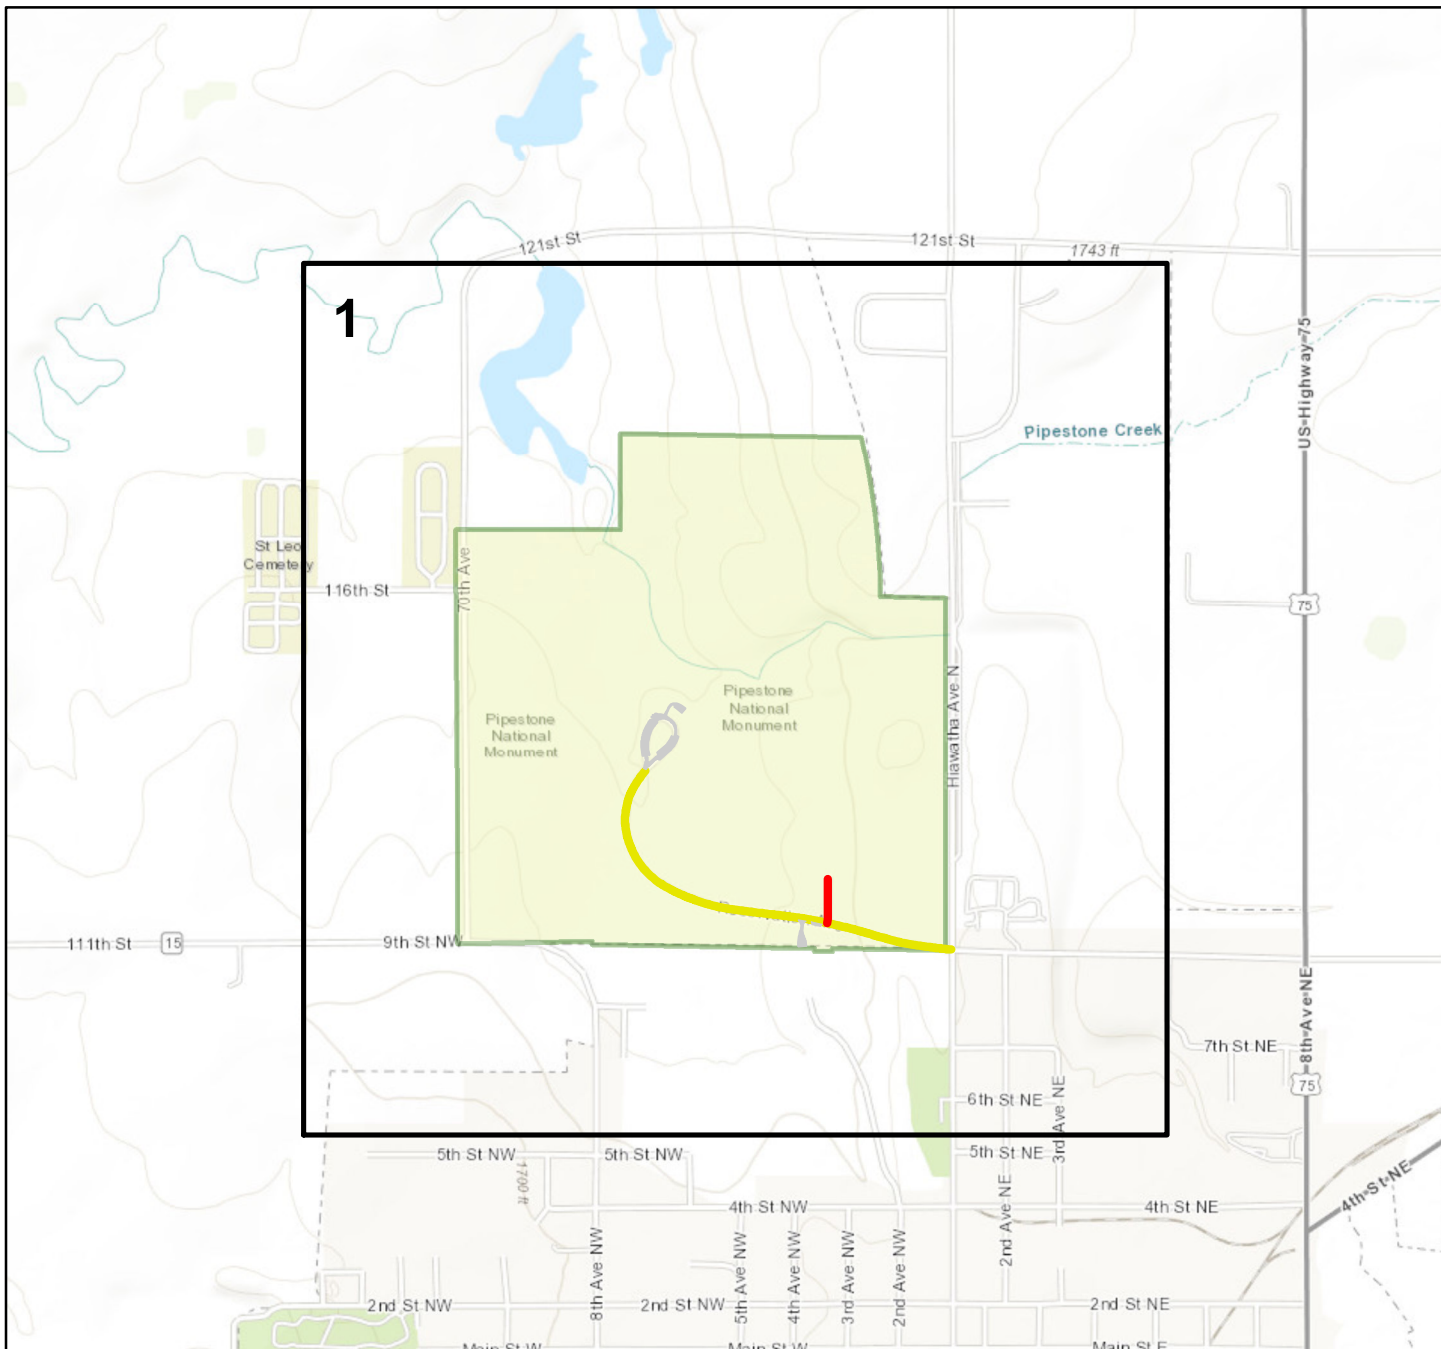 121st St
121st St
1743 ft
1
US-Highway-75
Pipestone Creek
St Leo
Cemetery
116th St
70th Ave
75
Pipestone
National
Monument
Pipestone
National
Monument
Hiawatha Ave-N
111th St
15
9th St NW
8th-Ave-NE
7th St NE
75
6th St NE
3rd Ave NE
5th St NW
5th St NW
5th St NE
1700 ft
4th St NW
4th St NE
4th-St-NE
2nd Ave NE
8th Ave NW
5th Ave NW
4th Ave NW
3rd Ave NW
2nd Ave NW
2nd St NW
2nd St NW
2nd St NE
Main St W
Main St W
Main St E